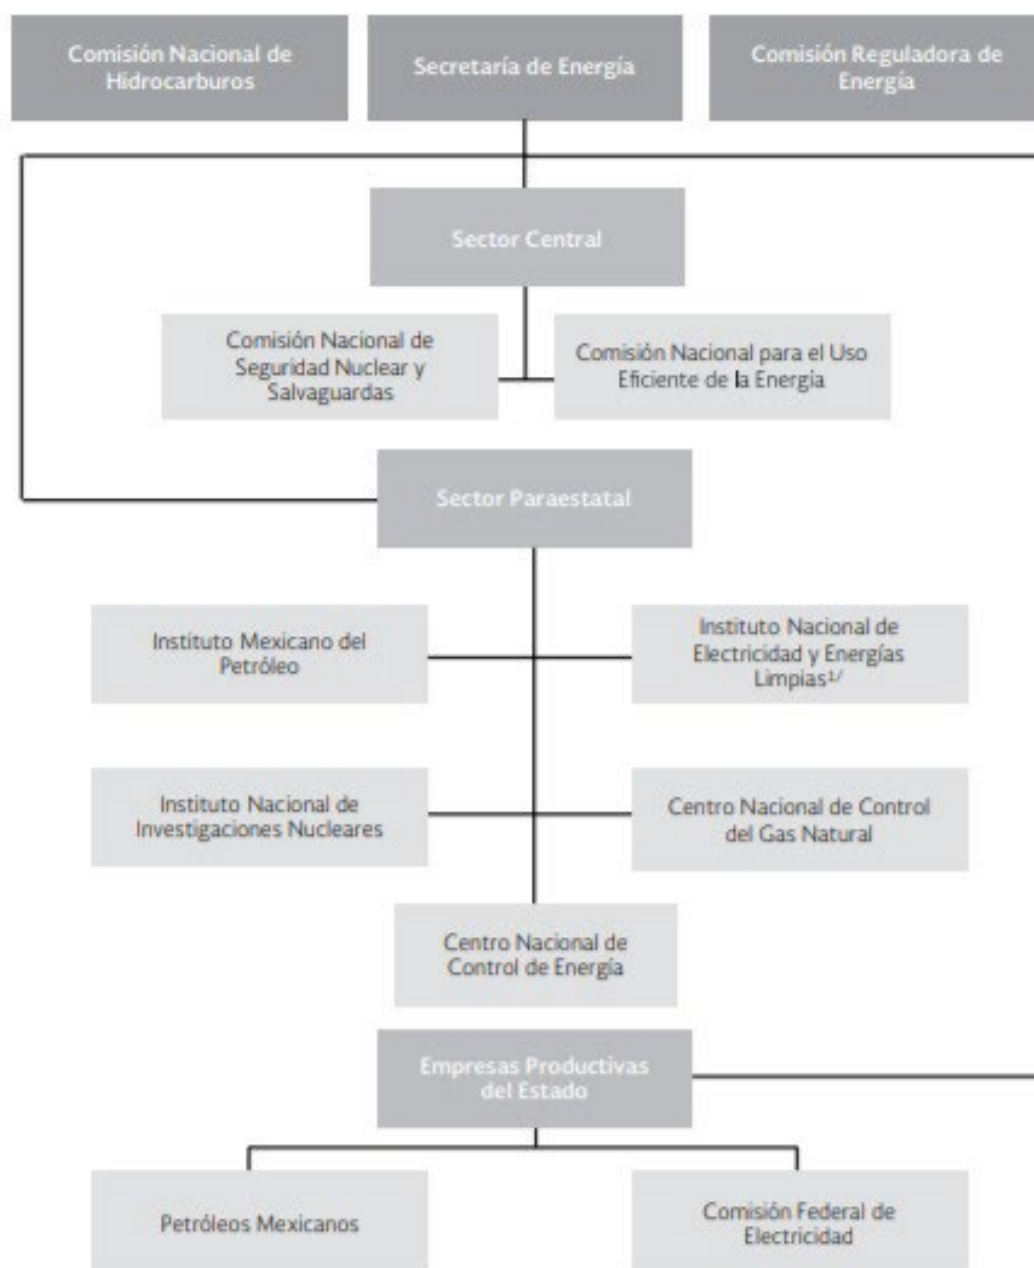 Comisión Nacional de
Hidrocarburos
Secretaría de Energía
Comisión Reguladora de
Energía
Sector Central
Comisión Nacional de
Seguridad Nuclear y
Salvaguardas
Comisión Nacional para el Uso
Eficiente de la Energía
Sector Paraestatal
Instituto Mexicano del
Petróleo
Instituto Nacional de
Electricidad y Energías
Limpias¹/
Instituto Nacional de
Investigaciones Nucleares
Centro Nacional de Control
del Gas Natural
Centro Nacional de
Control de Energía
Empresas Productivas
del Estado
Petróleos Mexicanos
Comisión Federal de
Electricidad